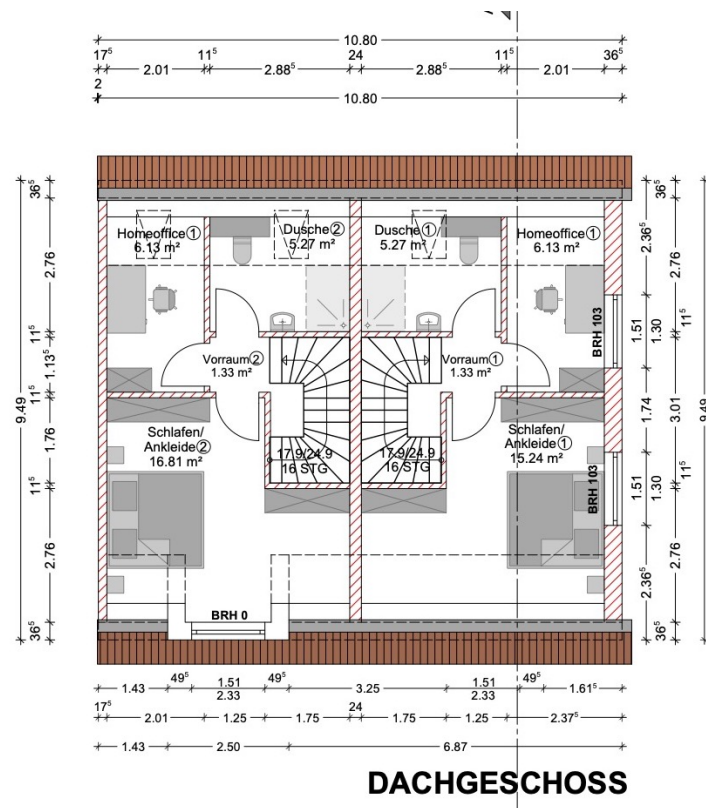 10.80
17⁵ 11⁵ 24 11⁵ 36⁵
2.01 2.88⁵ 2.88⁵ 2.01
2
10.80
36⁵ 2.76 11⁵ 1.13⁵ 11⁵ 1.76 11⁵ 2.76 36⁵
9.49
Homeoffice①
6.13 m²
Dusche②
5.27 m²
Dusche①
5.27 m²
Homeoffice①
6.13 m²
Vorraum②
1.33 m²
Vorraum①
1.33 m²
Schlafen/
Ankleide②
16.81 m²
17.9/24.9
16 STG
17.9/24.9
16 STG
Schlafen/
Ankleide①
15.24 m²
BRH 103
BRH 103
BRH 0
2.36⁵ 1.51 1.74 1.51 2.36⁵
1.30 1.30
36⁵ 2.76 11⁵ 3.01 11⁵ 2.76 36⁵
9.49
1.43 49⁵ 1.51 49⁵ 3.25 1.51 49⁵ 1.61⁵
2.33 2.33
17⁵ 24
2.01 1.25 1.75 1.75 1.25 2.37⁵
1.43 2.50 6.87
DACHGESCHOSS